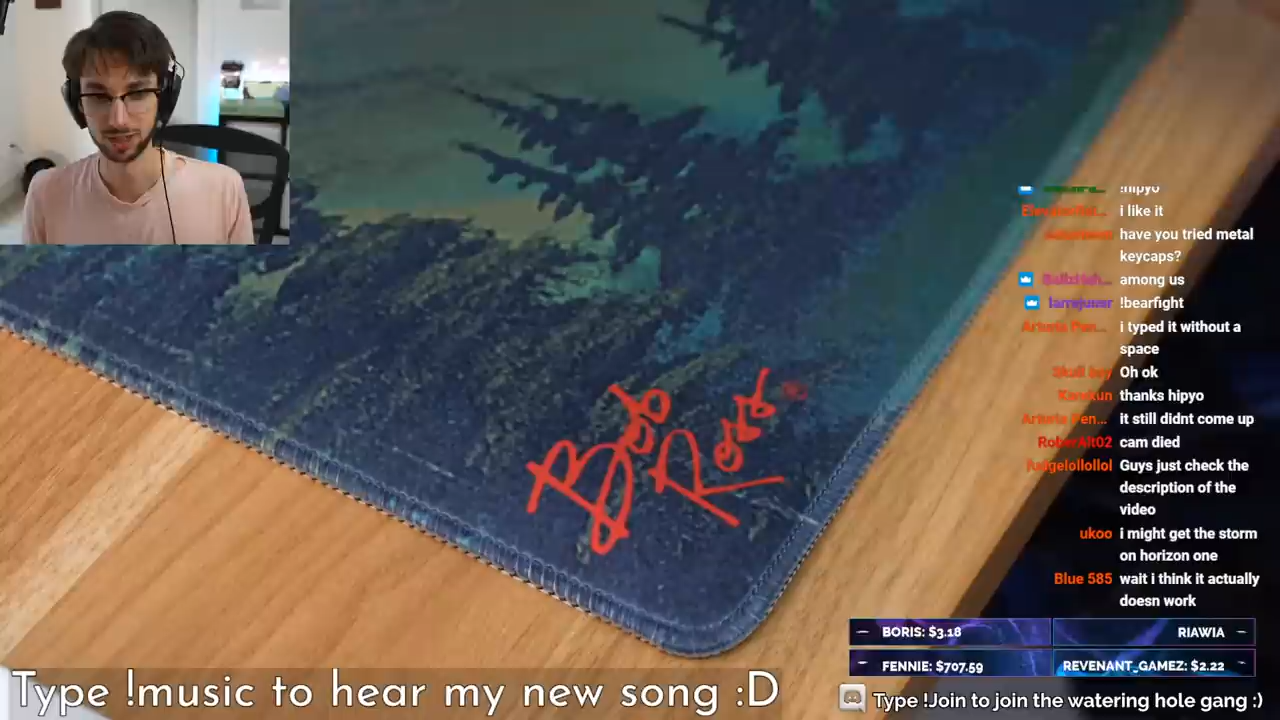 !hipyo
i like it
have you tried metal
keycaps?
among us
larrejuner !bearfight
i typed it without a
space
Oh ok
thanks hipyo
it still didnt come up
RoberAlt02 cam died
fudgelollollol Guys just check the
description of the
video
ukoo i might get the storm
on horizon one
Blue 585 wait i think it actually
doesn work
Bob
Ross
BORIS: $3.18
RIAWIA
FENNIE: $707.59
REVENANT_GAMEZ: $2.22
Type !music to hear my new song :D
Type !Join to join the watering hole gang :)